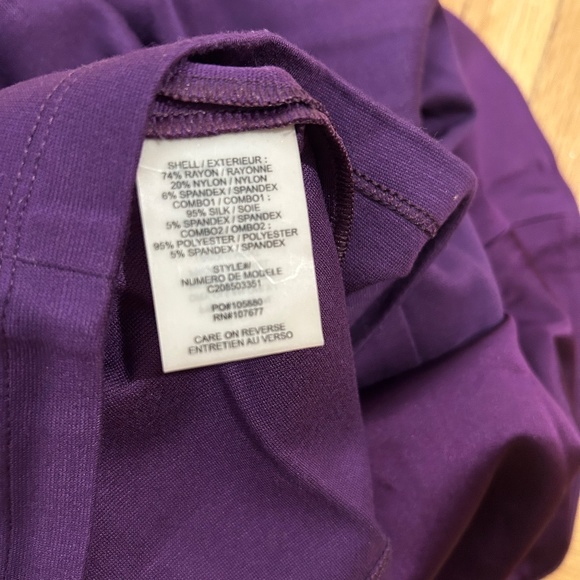 SHELL / EXTERIEUR :
74% RAYON / RAYONNE
20% NYLON / NYLON
6% SPANDEX / SPANDEX
COMBO1 / COMBO1 :
95% SILK / SOIE
5% SPANDEX / SPANDEX
COMBO2 / OMBO2 :
95% POLYESTER / POLYESTER
5% SPANDEX / SPANDEX
STYLE#/
NUMERO DE MODELE
C208503351
PO#105880
RN#107677
CARE ON REVERSE
ENTRETIEN AU VERSO